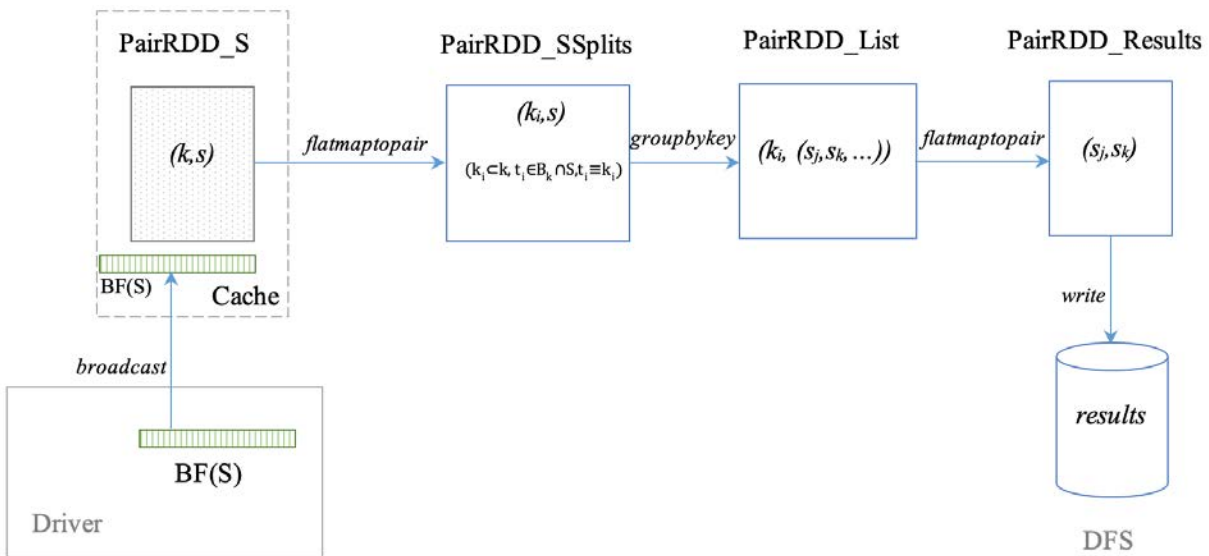 PairRDD_S
PairRDD_SSplits
PairRDD_List
PairRDD_Results
(k,s)
flatmaptopair
(kᵢ,s)
(kᵢ⊂k, tᵢ∈Bₖ∩S,tᵢ≡kᵢ)
groupbykey
(kᵢ, (sⱼ,sₖ,…))
flatmaptopair
(sⱼ,sₖ)
BF(S)
Cache
write
broadcast
results
BF(S)
Driver
DFS